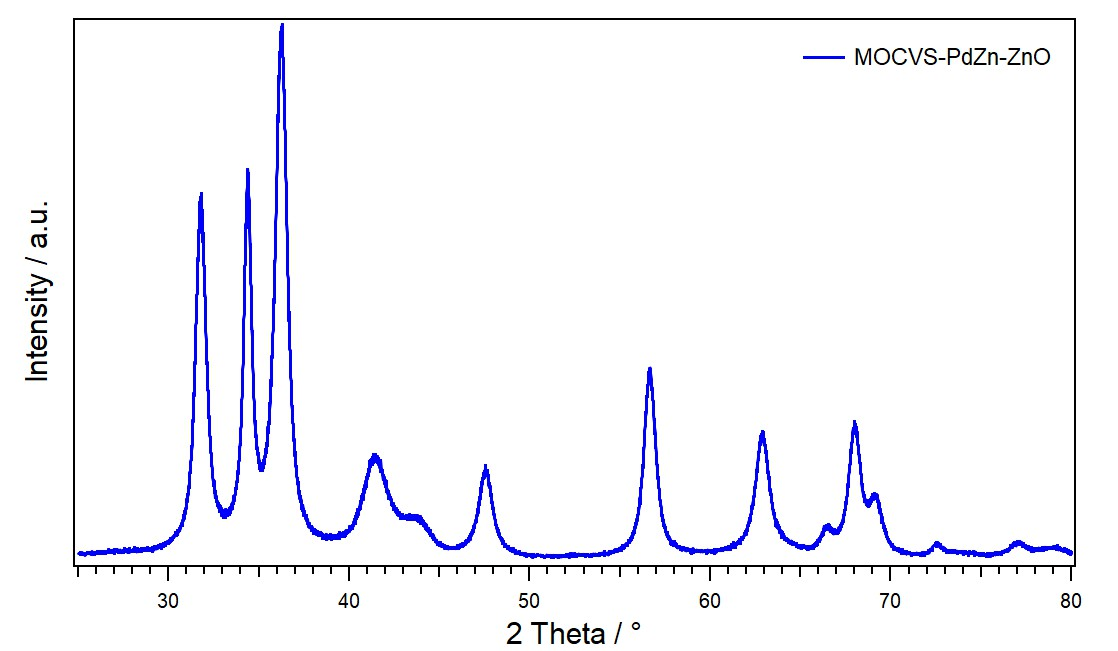 MOCVS-PdZn-ZnO
Intensity / a.u.
30 40 50 60 70 80
2 Theta / °